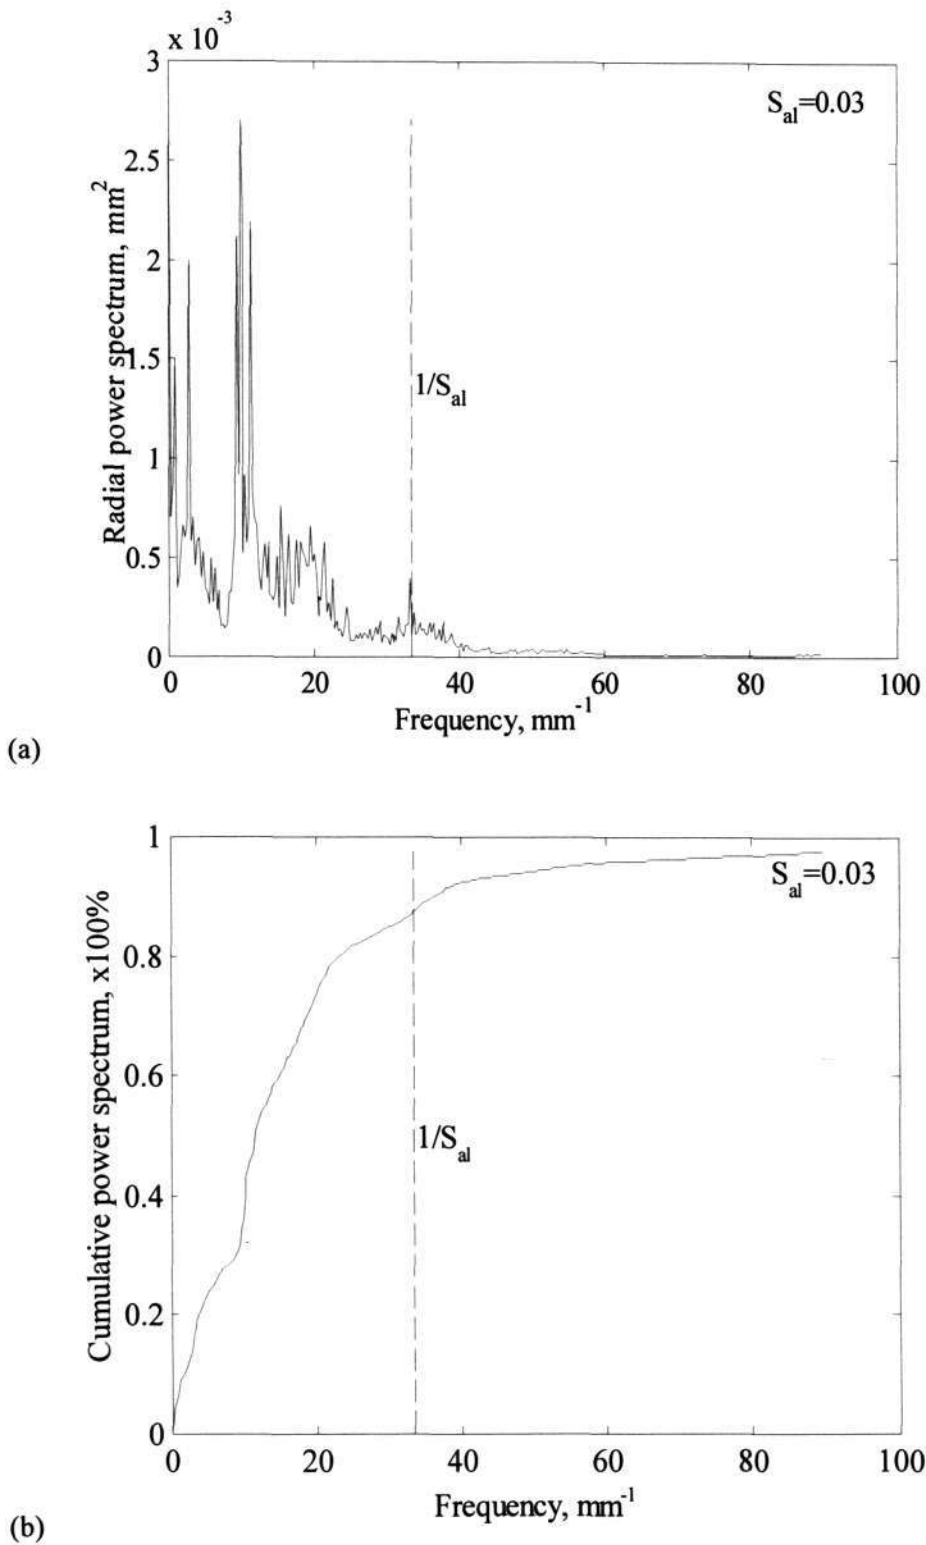 x 10⁻³
3
S_al=0.03
2.5
2
1.5
1/S_al
1
0.5
0
Radial power spectrum, mm²
0 20 40 60 80 100
Frequency, mm⁻¹
(a)
1
S_al=0.03
0.8
0.6
1/S_al
0.4
0.2
0
Cumulative power spectrum, x100%
0 20 40 60 80 100
Frequency, mm⁻¹
(b)